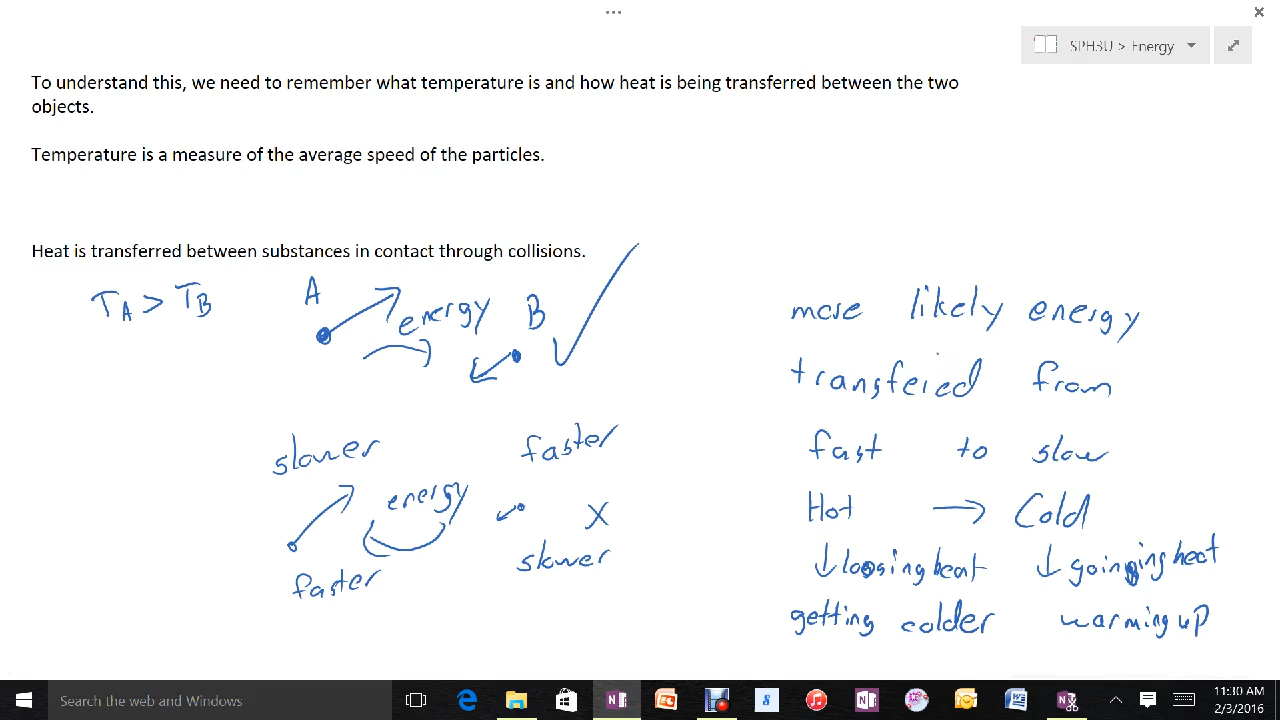 SPH3U > Energy
To understand this, we need to remember what temperature is and how heat is being transferred between the two
objects.
Temperature is a measure of the average speed of the particles.
Heat is transferred between substances in contact through collisions.
TA > TB
A
energy
B
slower
faster
energy
X
faster
slower
more likely energy
transfeied from
fast to slow
Hot → Cold
↓ loosing heat ↓ goinging heat
getting colder warming up
Search the web and Windows
11:30 AM
2/3/2016